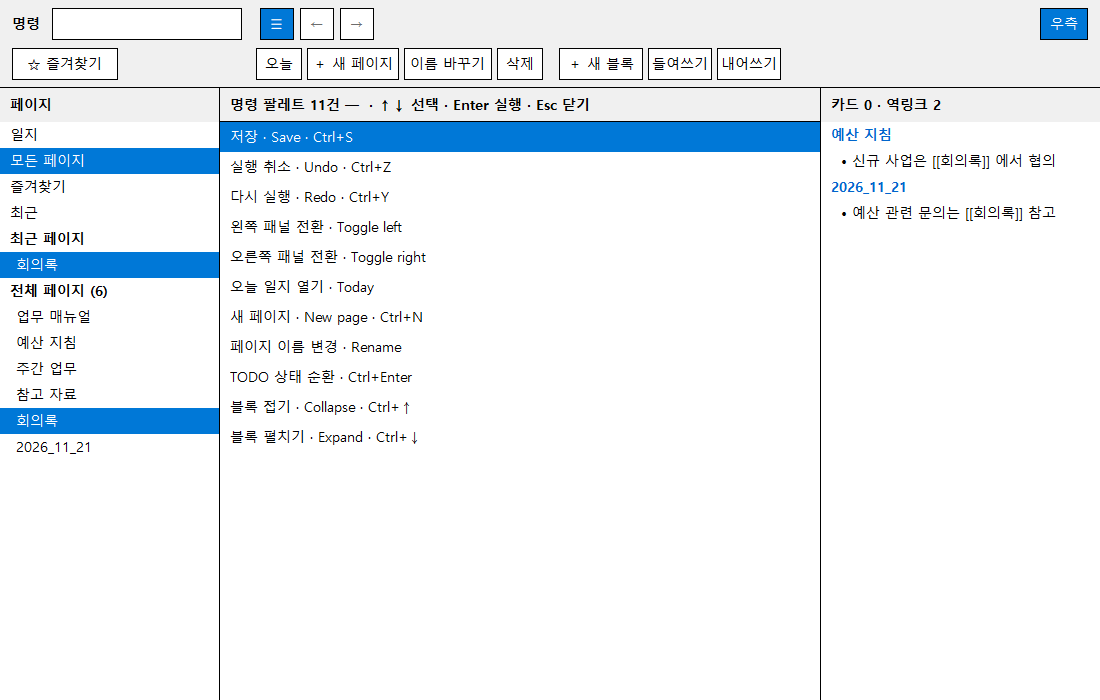 명령 ☰ ← → 우측
☆ 즐겨찾기 오늘 + 새 페이지 이름 바꾸기 삭제 + 새 블록 들여쓰기 내어쓰기
페이지
일지
모든 페이지
즐겨찾기
최근
최근 페이지
회의록
전체 페이지 (6)
업무 매뉴얼
예산 지침
주간 업무
참고 자료
회의록
2026_11_21
명령 팔레트 11건 — · ↑↓ 선택 · Enter 실행 · Esc 닫기
저장 · Save · Ctrl+S
실행 취소 · Undo · Ctrl+Z
다시 실행 · Redo · Ctrl+Y
왼쪽 패널 전환 · Toggle left
오른쪽 패널 전환 · Toggle right
오늘 일지 열기 · Today
새 페이지 · New page · Ctrl+N
페이지 이름 변경 · Rename
TODO 상태 순환 · Ctrl+Enter
블록 접기 · Collapse · Ctrl+↑
블록 펼치기 · Expand · Ctrl+↓
카드 0 · 역링크 2
예산 지침
• 신규 사업은 [[회의록]] 에서 협의
2026_11_21
• 예산 관련 문의는 [[회의록]] 참고